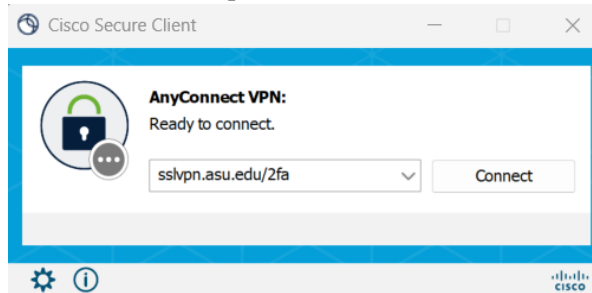 Cisco Secure Client
AnyConnect VPN:
Ready to connect.
sslvpn.asu.edu/2fa
Connect
CISCO